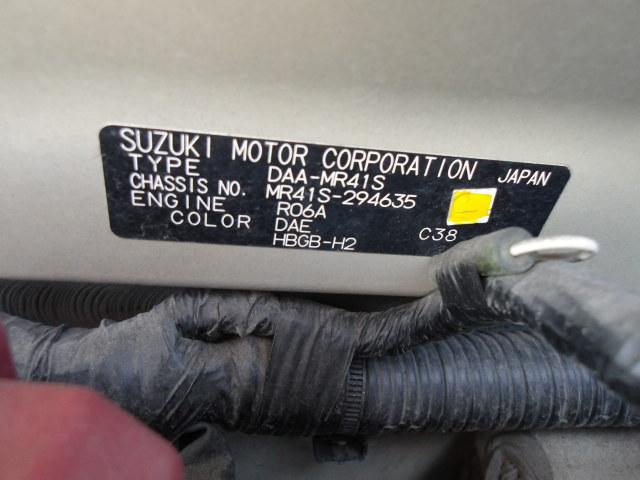 SUZUKI MOTOR CORPORATION JAPAN
TYPE DAA-MR41S
CHASSIS NO. MR41S-294635
ENGINE R06A
COLOR DAE C38
HBGB-H2